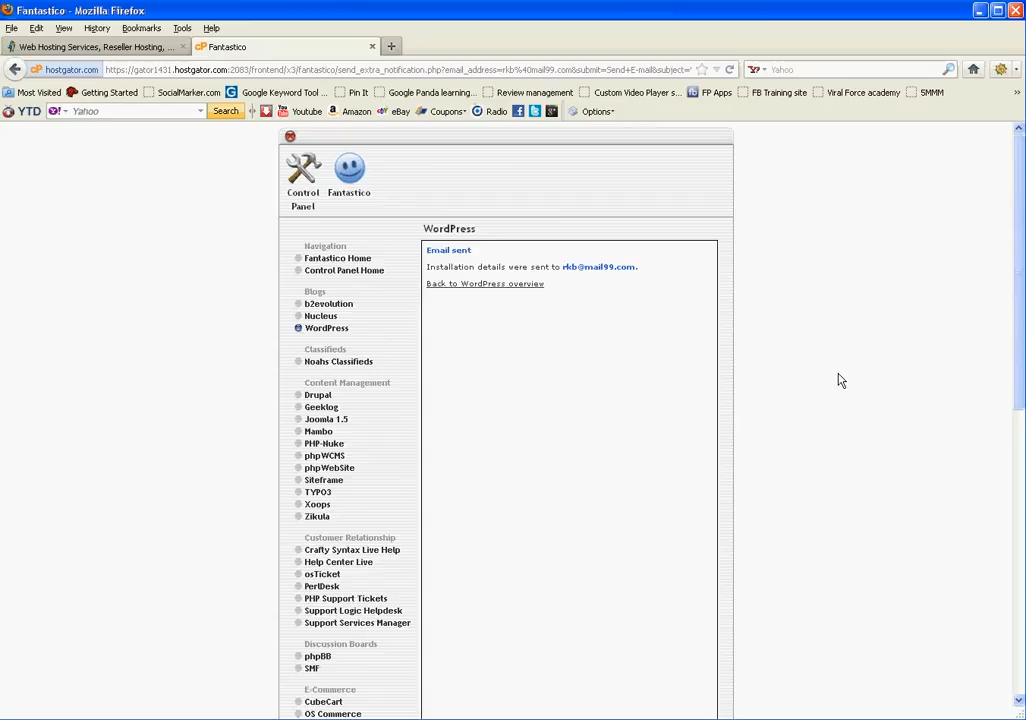 Fantastico - Mozilla Firefox
File Edit View History Bookmarks Tools Help
Web Hosting Services, Reseller Hosting, ... × cP Fantastico × +
cP hostgator.com https://gator1431.hostgator.com:2083/frontend/x3/fantastico/send_extra_notification.php?email_address=rkb%40mail99.com&submit=Send+E-mail&subject=' Yahoo
Most Visited Getting Started SocialMarker.com Google Keyword Tool ... Pin It Google Panda learning... Review management Custom Video Player s... FP Apps FB Training site Viral Force academy SMMM »
YTD Yahoo Search Youtube Amazon eBay Coupons Radio Options
Control Panel
Fantastico
WordPress
Navigation
Fantastico Home
Control Panel Home
Blogs
b2evolution
Nucleus
WordPress
Classifieds
Noahs Classifieds
Content Management
Drupal
Geeklog
Joomla 1.5
Mambo
PHP-Nuke
phpWCMS
phpWebSite
Siteframe
TYPO3
Xoops
Zikula
Customer Relationship
Crafty Syntax Live Help
Help Center Live
osTicket
PerlDesk
PHP Support Tickets
Support Logic Helpdesk
Support Services Manager
Discussion Boards
phpBB
SMF
E-Commerce
CubeCart
OS Commerce
Email sent
Installation details were sent to rkb@mail99.com.
Back to WordPress overview